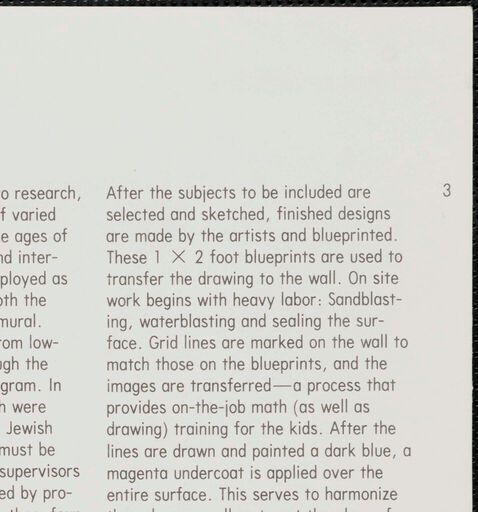 o research,
f varied
e ages of
nd inter-
ployed as
oth the
mural.
rom low-
ugh the
gram. In
h were
Jewish
must be
supervisors
ed by pro-
After the subjects to be included are
selected and sketched, finished designs
are made by the artists and blueprinted.
These 1 × 2 foot blueprints are used to
transfer the drawing to the wall. On site
work begins with heavy labor: Sandblast-
ing, waterblasting and sealing the sur-
face. Grid lines are marked on the wall to
match those on the blueprints, and the
images are transferred—a process that
provides on-the-job math (as well as
drawing) training for the kids. After the
lines are drawn and painted a dark blue, a
magenta undercoat is applied over the
entire surface. This serves to harmonize
3